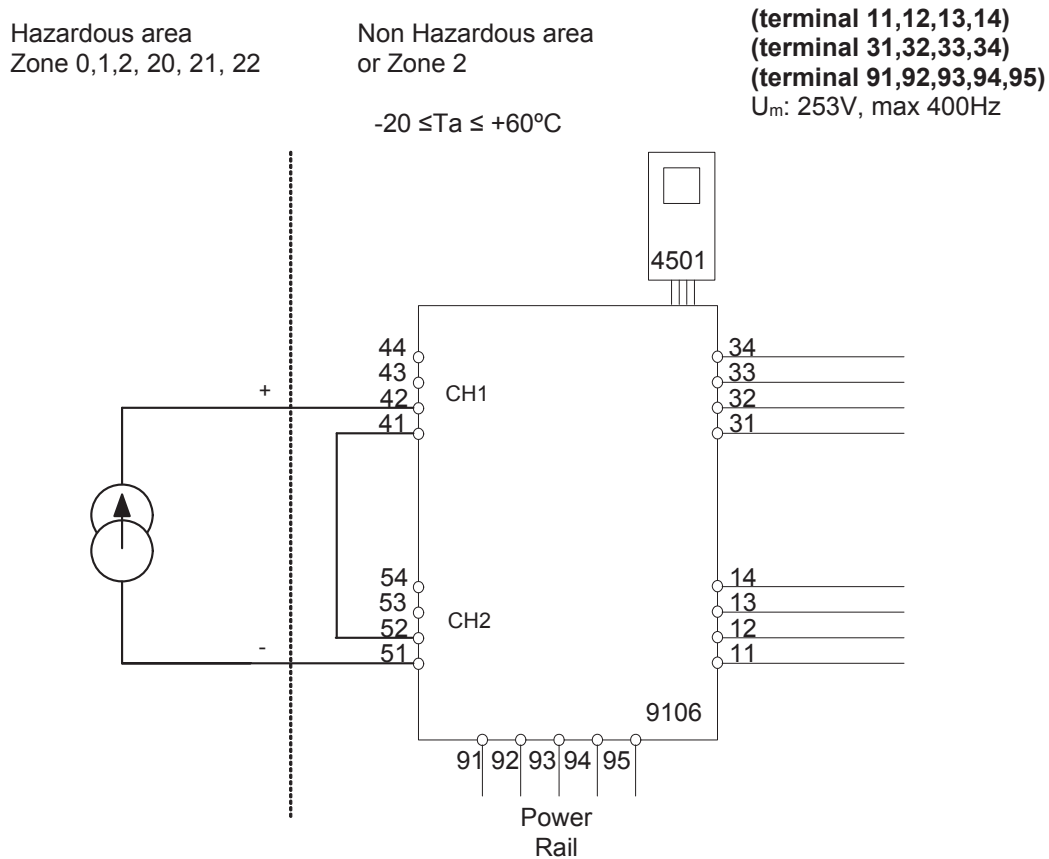 Hazardous area
Zone 0,1,2, 20, 21, 22
Non Hazardous area
or Zone 2
-20 ≤Ta ≤ +60ºC
(terminal 11,12,13,14)
(terminal 31,32,33,34)
(terminal 91,92,93,94,95)
Um: 253V, max 400Hz
4501
44
43
42
41
CH1
+
34
33
32
31
54
53
52
51
CH2
-
14
13
12
11
9106
91 92 93 94 95
Power
Rail